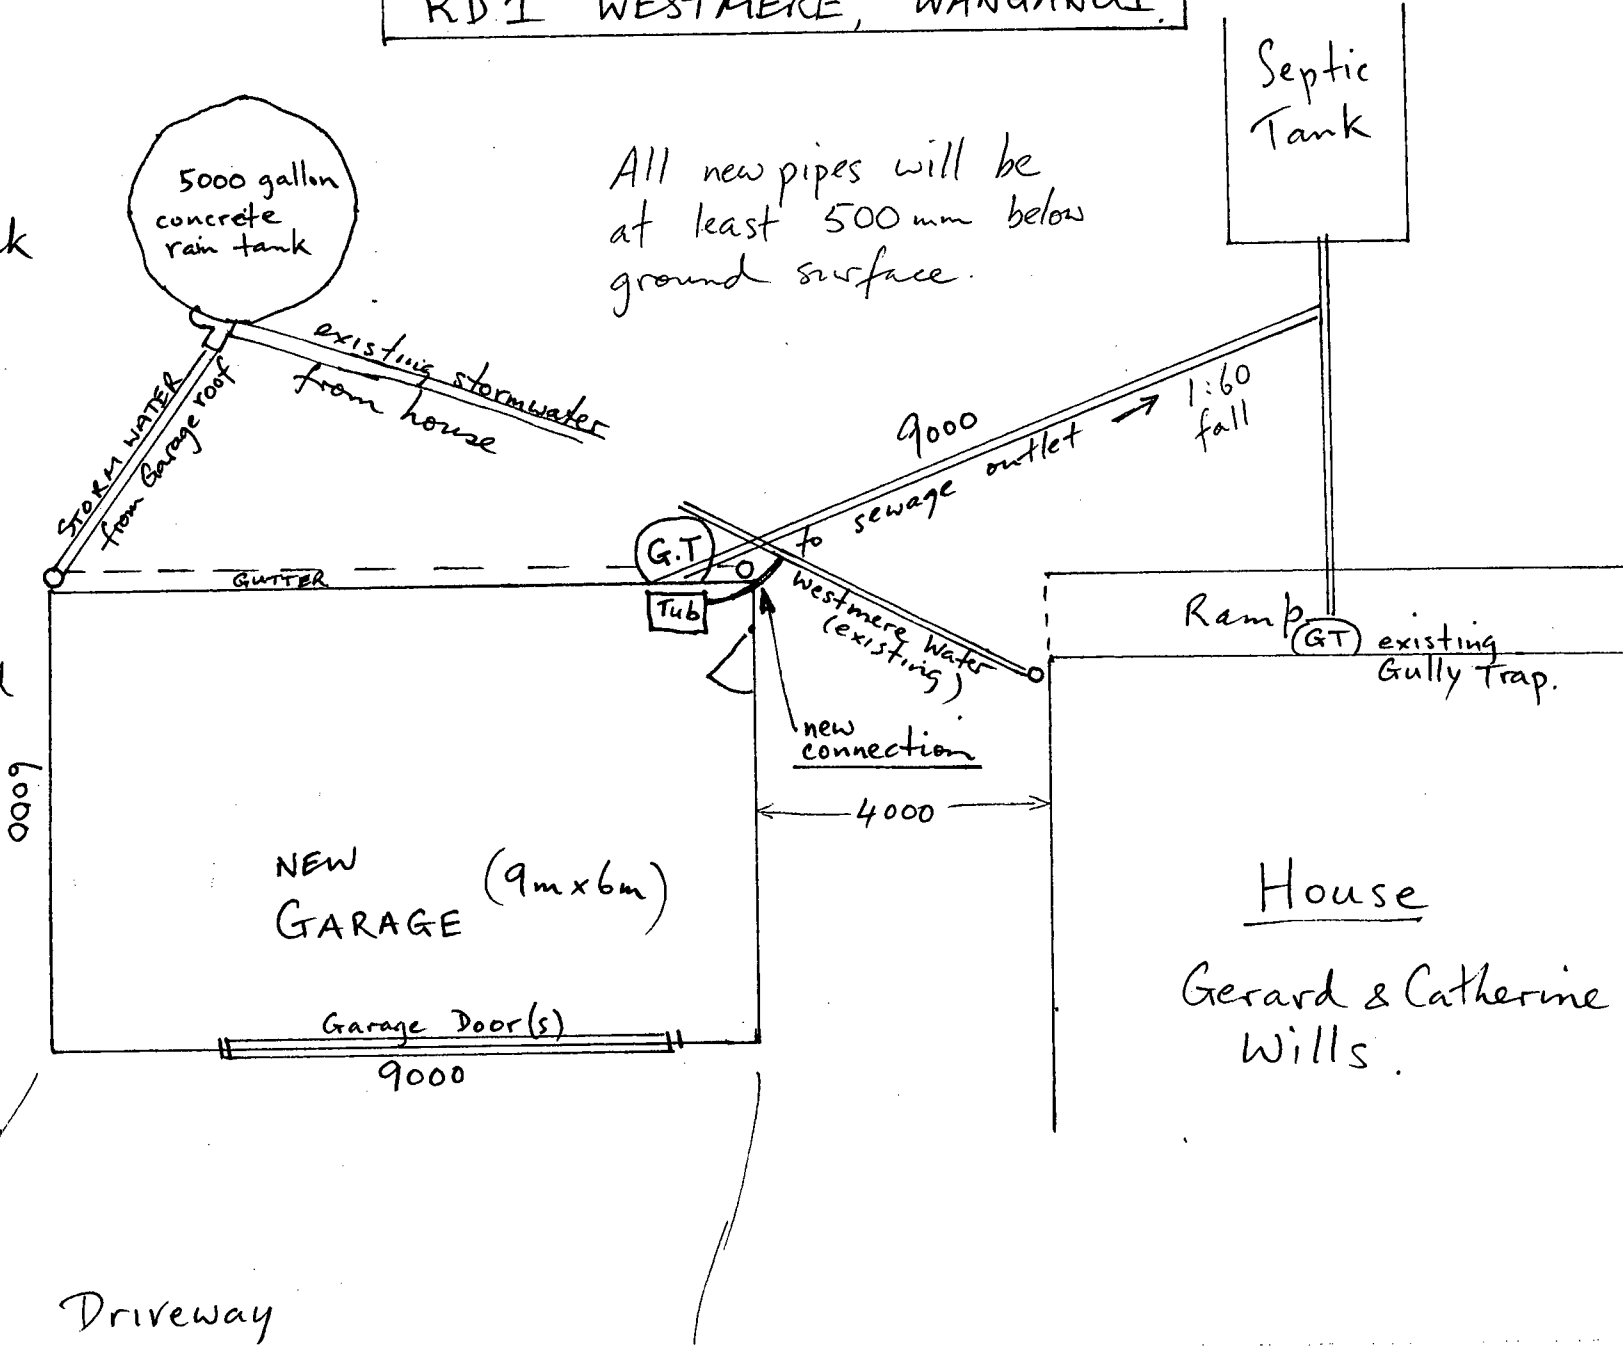 RD.1 WESTMERE, WANGANUI.
Septic
Tank
5000 gallon
concrete
rain tank
k
All new pipes will be
at least 500mm below
ground surface.
existing stormwater
from house
STORM WATER
from Garage roof
9000
to sewage outlet
1:60
fall
G.T
GUTTER
Tub
Westmere Water
(existing)
Ramp
GT existing
Gully Trap.
new
connection
6000
4000
NEW
GARAGE (9m x 6m)
House
Gerard & Catherine
Wills.
Garage Door(s)
9000
Driveway